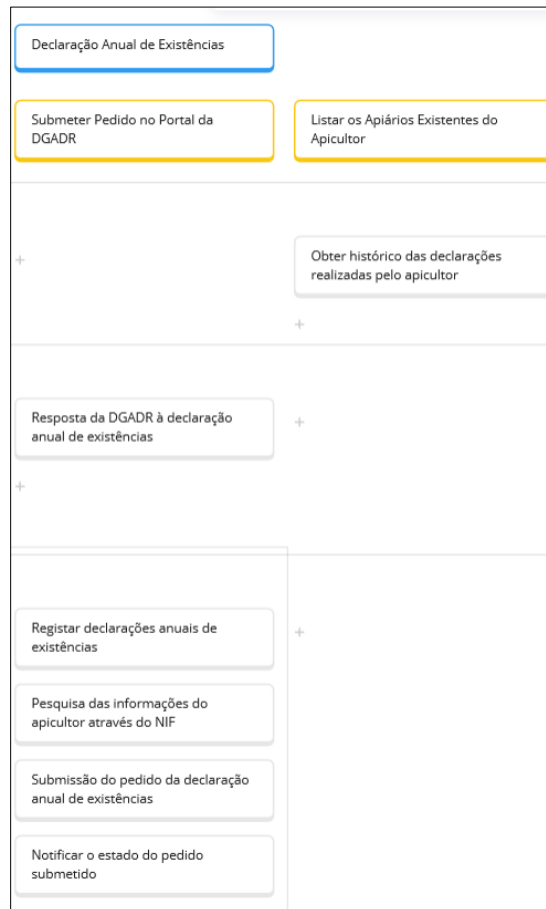 Declaração Anual de Existências
Submeter Pedido no Portal da
DGADR
Listar os Apiários Existentes do
Apicultor
+
Obter histórico das declarações
realizadas pelo apicultor
+
Resposta da DGADR à declaração
anual de existências
+
+
Registar declarações anuais de
existências
+
Pesquisa das informações do
apicultor através do NIF
Submissão do pedido da declaração
anual de existências
Notificar o estado do pedido
submetido